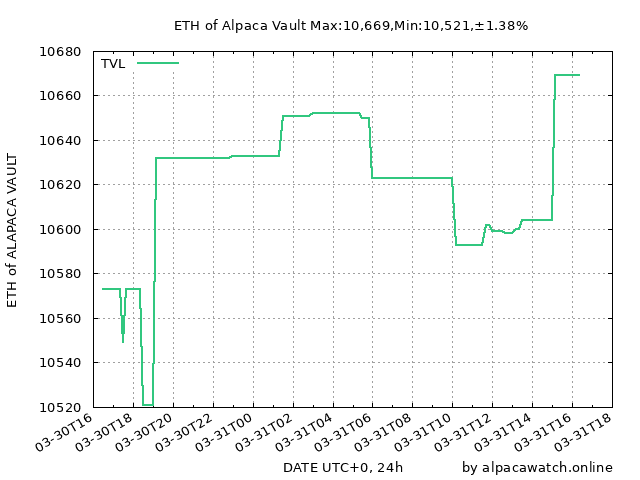 ETH of Alpaca Vault Max:10,669,Min:10,521,±1.38%
TVL
10680
10660
10640
10620
10600
10580
10560
10540
10520
ETH of ALAPACA VAULT
03-30T16
03-30T18
03-30T20
03-30T22
03-31T00
03-31T02
03-31T04
03-31T06
03-31T08
03-31T10
03-31T12
03-31T14
03-31T16
03-31T18
DATE UTC+0, 24h
by alpacawatch.online